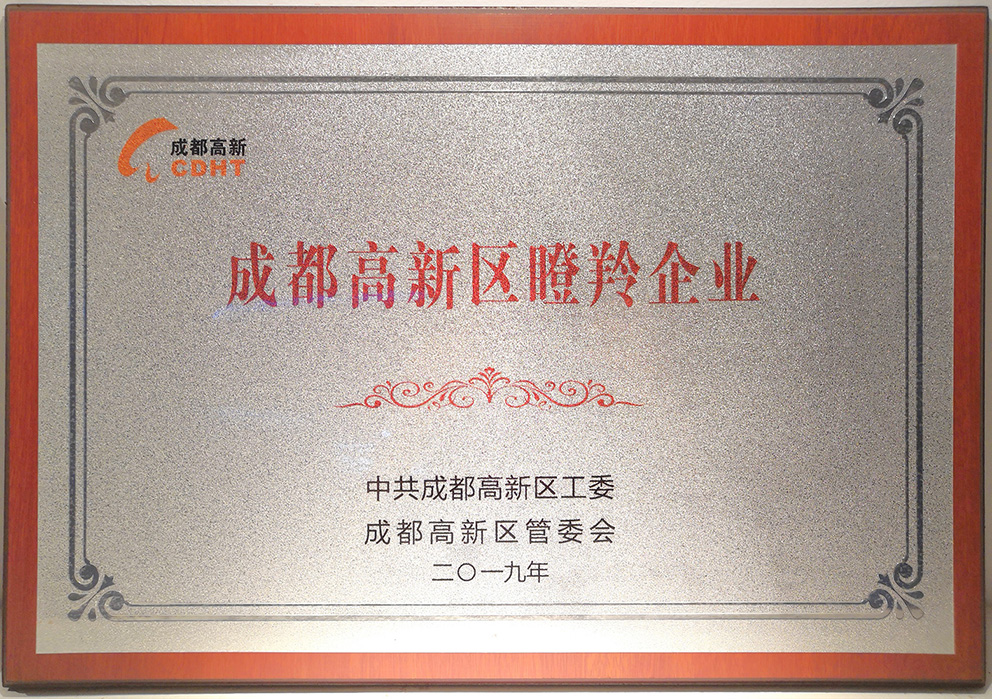 成都高新
CDHT
成都高新区瞪羚企业
中共成都高新区工委
成都高新区管委会
二〇一九年